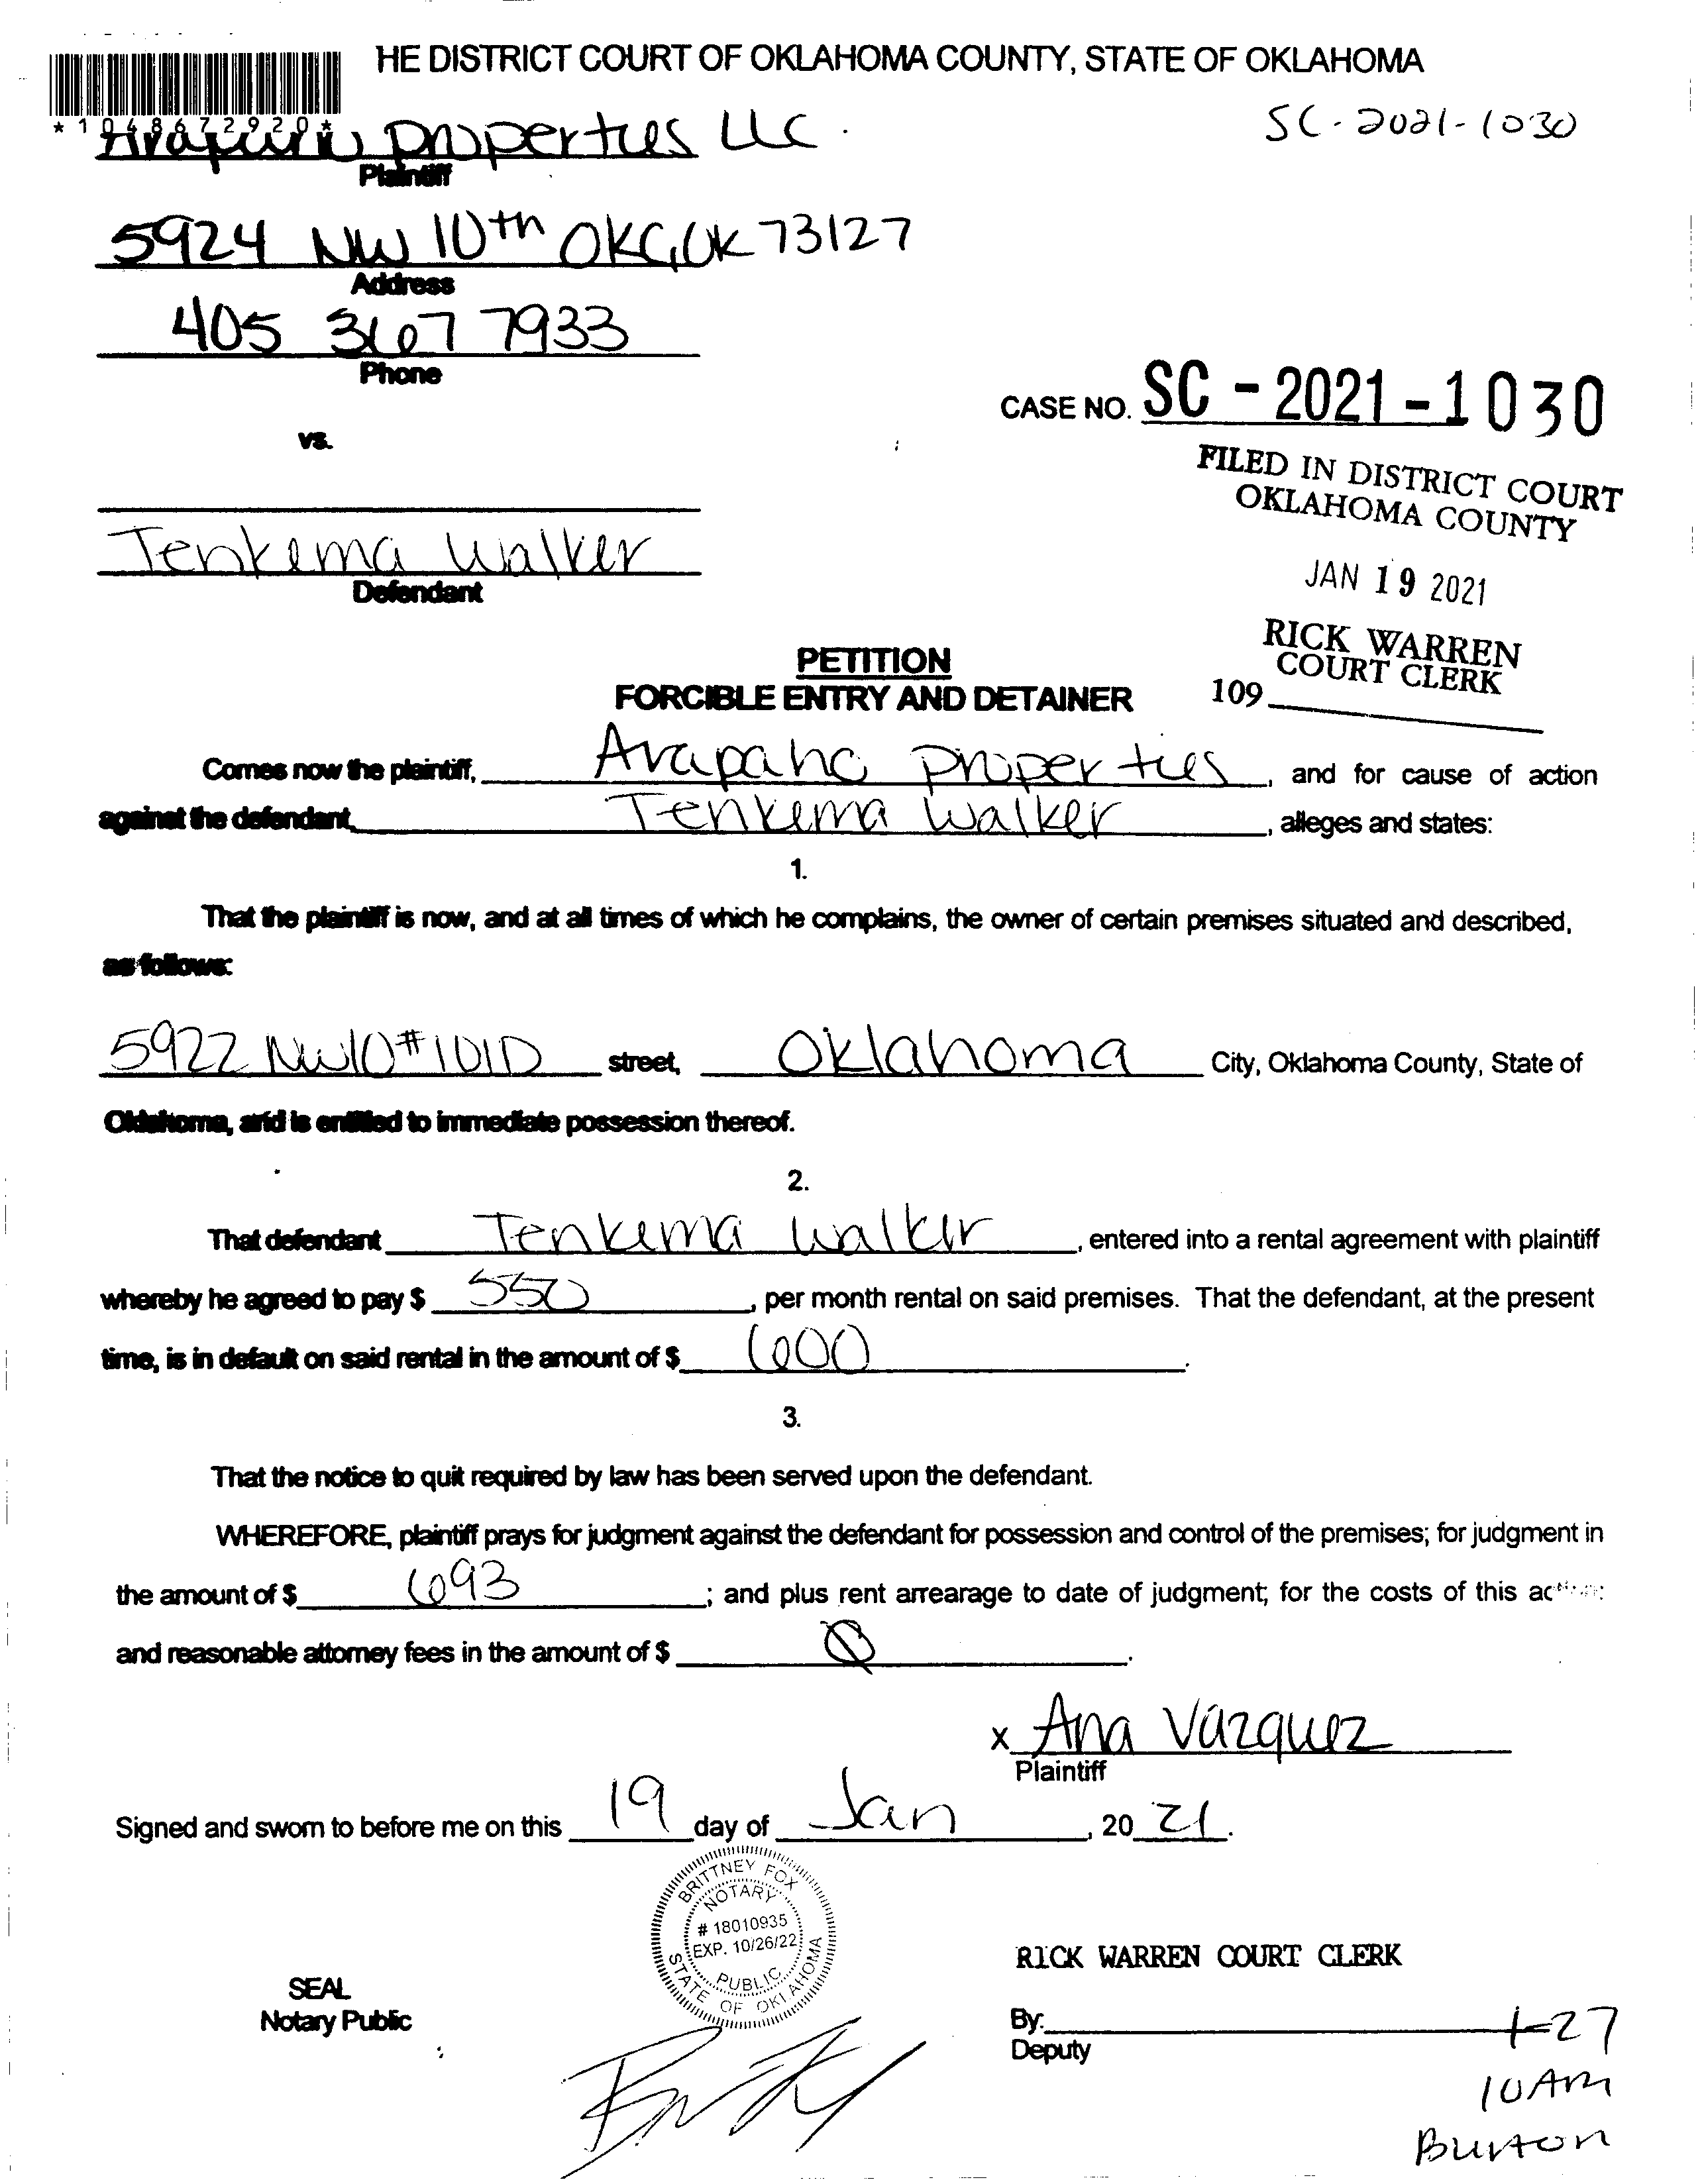 HE DISTRICT COURT OF OKLAHOMA COUNTY, STATE OF OKLAHOMA
*1048672920*
SC-2021-1030
properties LLC.
Plaintiff
5924 NW 10th OKC, OK 73127
Address
405 367 7933
Phone
CASE NO. SC-2021-1030
vs.
FILED IN DISTRICT COURT
OKLAHOMA COUNTY
Tenkema Walker
Defendant
JAN 19 2021
RICK WARREN
COURT CLERK
109
PETITION
FORCIBLE ENTRY AND DETAINER
Comes now the plaintiff, Arapaho properties, and for cause of action
against the defendant, Tenkema Walker, alleges and states:
1.
That the plaintiff is now, and at all times of which he complains, the owner of certain premises situated and described,
as follows:
5922 NW10 #101D street, Oklahoma City, Oklahoma County, State of
Oklahoma, and is entitled to immediate possession thereof.
2.
That defendant Tenkema Walker, entered into a rental agreement with plaintiff
whereby he agreed to pay $ 550, per month rental on said premises. That the defendant, at the present
time, is in default on said rental in the amount of $ 600.
3.
That the notice to quit required by law has been served upon the defendant.
WHEREFORE, plaintiff prays for judgment against the defendant for possession and control of the premises; for judgment in
the amount of $ 693; and plus rent arrearage to date of judgment; for the costs of this action;
and reasonable attorney fees in the amount of $ Ø.
x Ana Vazquez
Plaintiff
Signed and sworn to before me on this 19 day of Jan, 20 21.
BRITTNEY FOX
NOTARY
# 18010935
EXP. 10/26/22
PUBLIC
STATE OF OKLAHOMA
SEAL
Notary Public
RICK WARREN COURT CLERK
By:
Deputy
1-27
10AM
Burton